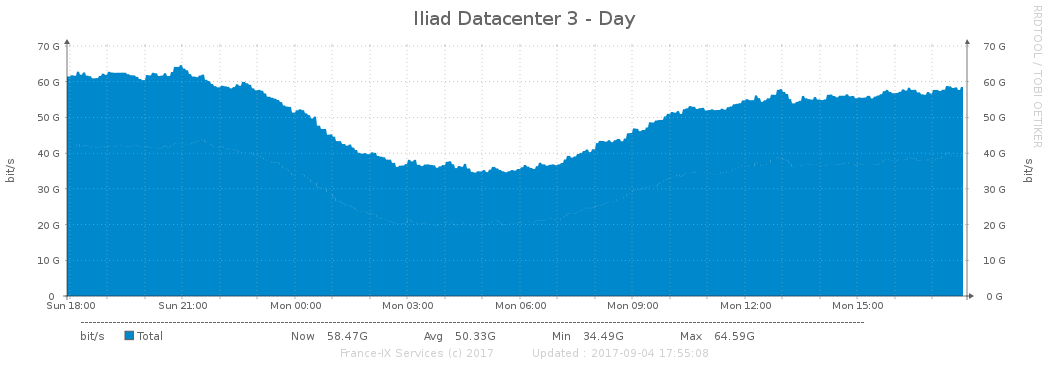 Iliad Datacenter 3 - Day
RRDTOOL / TOBI OETIKER
bit/s
70 G
60 G
50 G
40 G
30 G
20 G
10 G
0
70 G
60 G
50 G
40 G
30 G
20 G
10 G
0 G
bit/s
Sun 18:00 Sun 21:00 Mon 00:00 Mon 03:00 Mon 06:00 Mon 09:00 Mon 12:00 Mon 15:00
bit/s Total Now 58.47G Avg 50.33G Min 34.49G Max 64.59G
France-IX Services (c) 2017 Updated : 2017-09-04 17:55:08